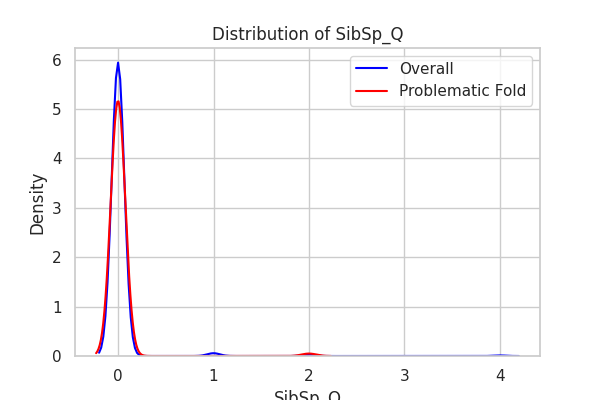 Distribution of SibSp_Q
Overall
Problematic Fold
Density
6
5
4
3
2
1
0
0 1 2 3 4
SibSp_Q